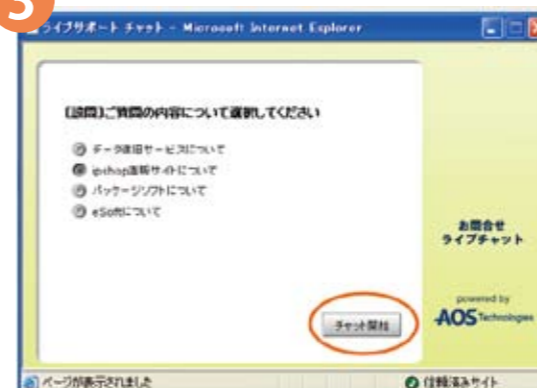 3
ライブサポート チャット - Microsoft Internet Explorer
【設問】ご質問の内容について選択してください
データ復旧サービスについて
ipshop直販サイトについて
パッケージソフトについて
eSoftについて
お問合せ
ライブチャット
チャット開始
powered by
AOS Technologies
ページが表示されました
信頼済みサイト